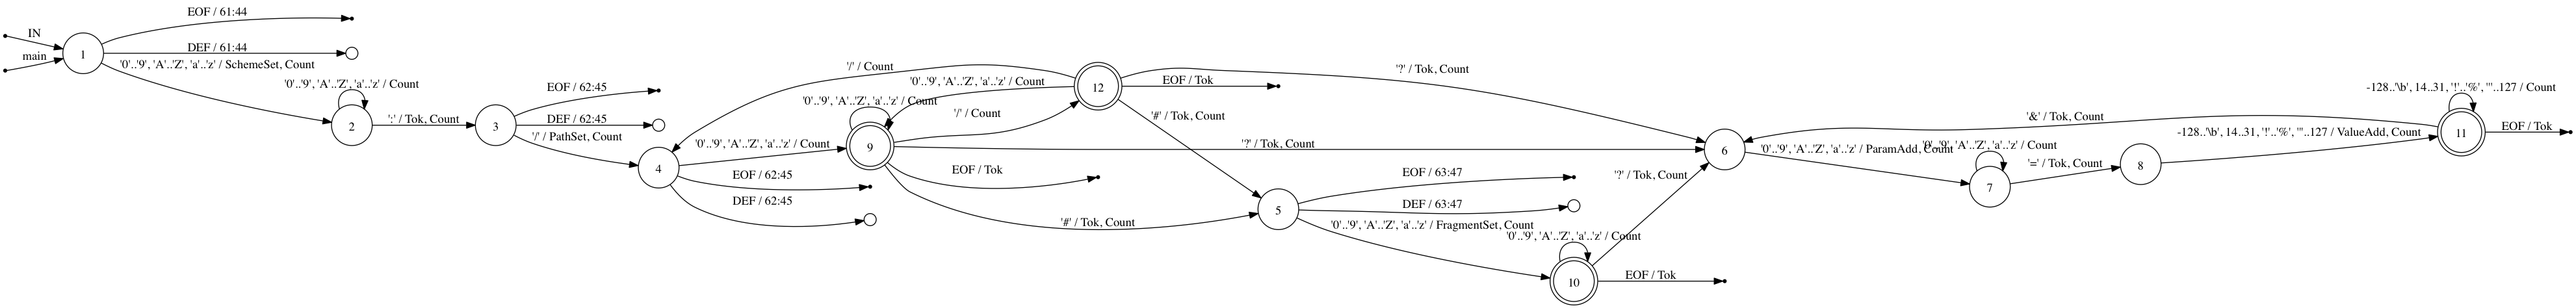 IN
main
1
EOF / 61:44
DEF / 61:44
'0'..'9', 'A'..'Z', 'a'..'z' / SchemeSet, Count
'0'..'9', 'A'..'Z', 'a'..'z' / Count
2
':' / Tok, Count
3
EOF / 62:45
DEF / 62:45
'/' / PathSet, Count
4
'/' / Count
'0'..'9', 'A'..'Z', 'a'..'z' / Count
'0'..'9', 'A'..'Z', 'a'..'z' / Count
'0'..'9', 'A'..'Z', 'a'..'z' / Count
EOF / 62:45
DEF / 62:45
9
'/' / Count
12
'?' / Tok, Count
EOF / Tok
'#' / Tok, Count
'?' / Tok, Count
EOF / Tok
'#' / Tok, Count
5
EOF / 63:47
DEF / 63:47
'0'..'9', 'A'..'Z', 'a'..'z' / FragmentSet, Count
'0'..'9', 'A'..'Z', 'a'..'z' / Count
10
'?' / Tok, Count
EOF / Tok
6
'&' / Tok, Count
'0'..'9', 'A'..'Z', 'a'..'z' / ParamAdd, Count
'0'..'9', 'A'..'Z', 'a'..'z' / Count
7
'=' / Tok, Count
8
-128..'\b', 14..31, '!'..'%', '''..127 / ValueAdd, Count
-128..'\b', 14..31, '!'..'%', '''..127 / Count
11
EOF / Tok